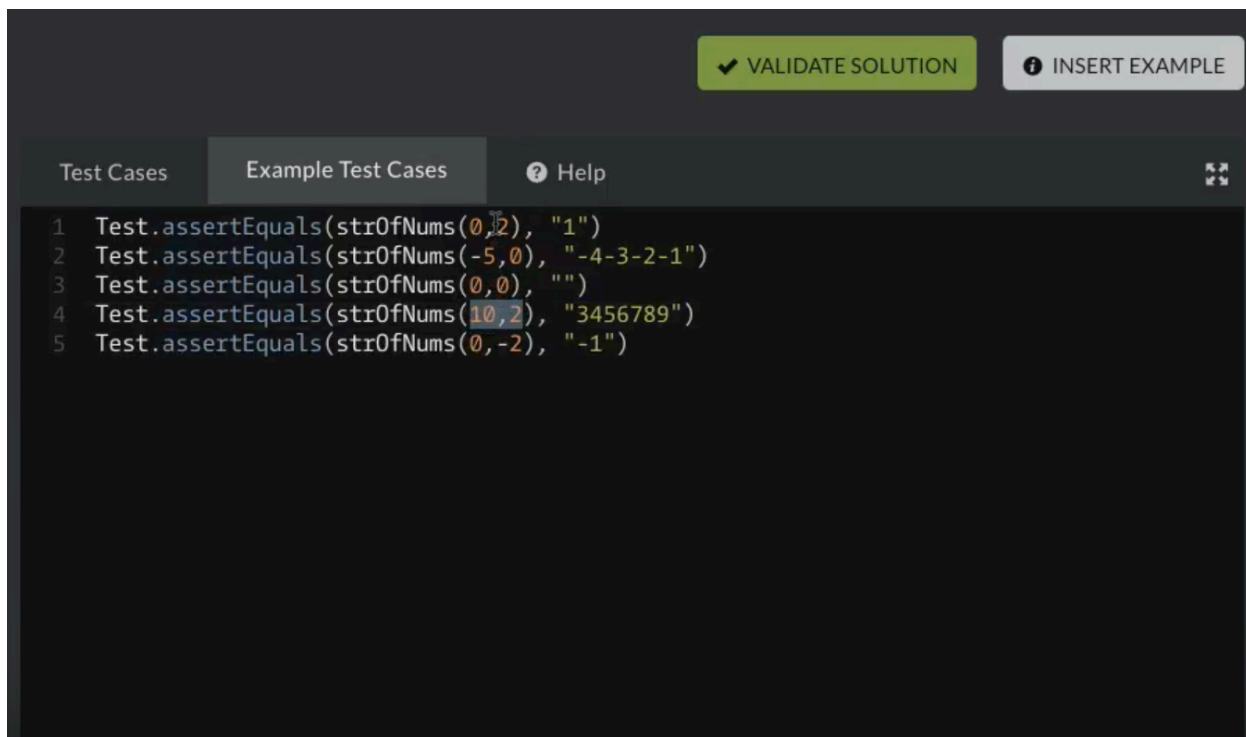 VALIDATE SOLUTION
INSERT EXAMPLE
Test Cases
Example Test Cases
Help
1 Test.assertEquals(strOfNums(0,2), "1")
2 Test.assertEquals(strOfNums(-5,0), "-4-3-2-1")
3 Test.assertEquals(strOfNums(0,0), "")
4 Test.assertEquals(strOfNums(10,2), "3456789")
5 Test.assertEquals(strOfNums(0,-2), "-1")